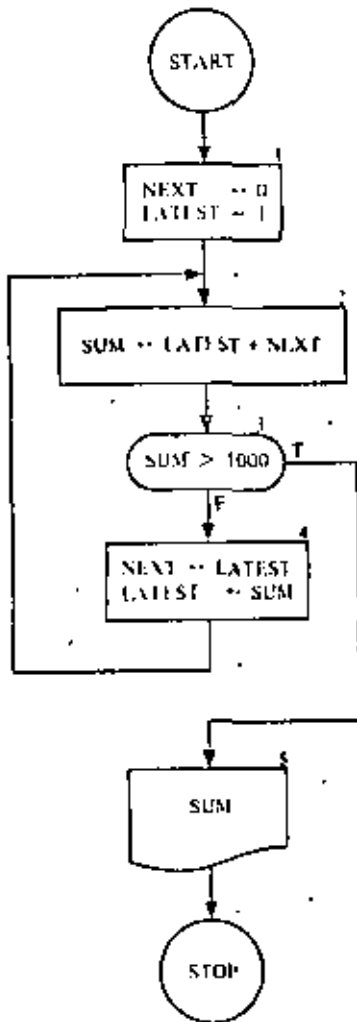 START
1
NEXT ← 0
LATEST ← 1
2
SUM ← LATEST + NEXT
3
SUM > 1000
T
F
4
NEXT ← LATEST
LATEST ← SUM
5
SUM
STOP